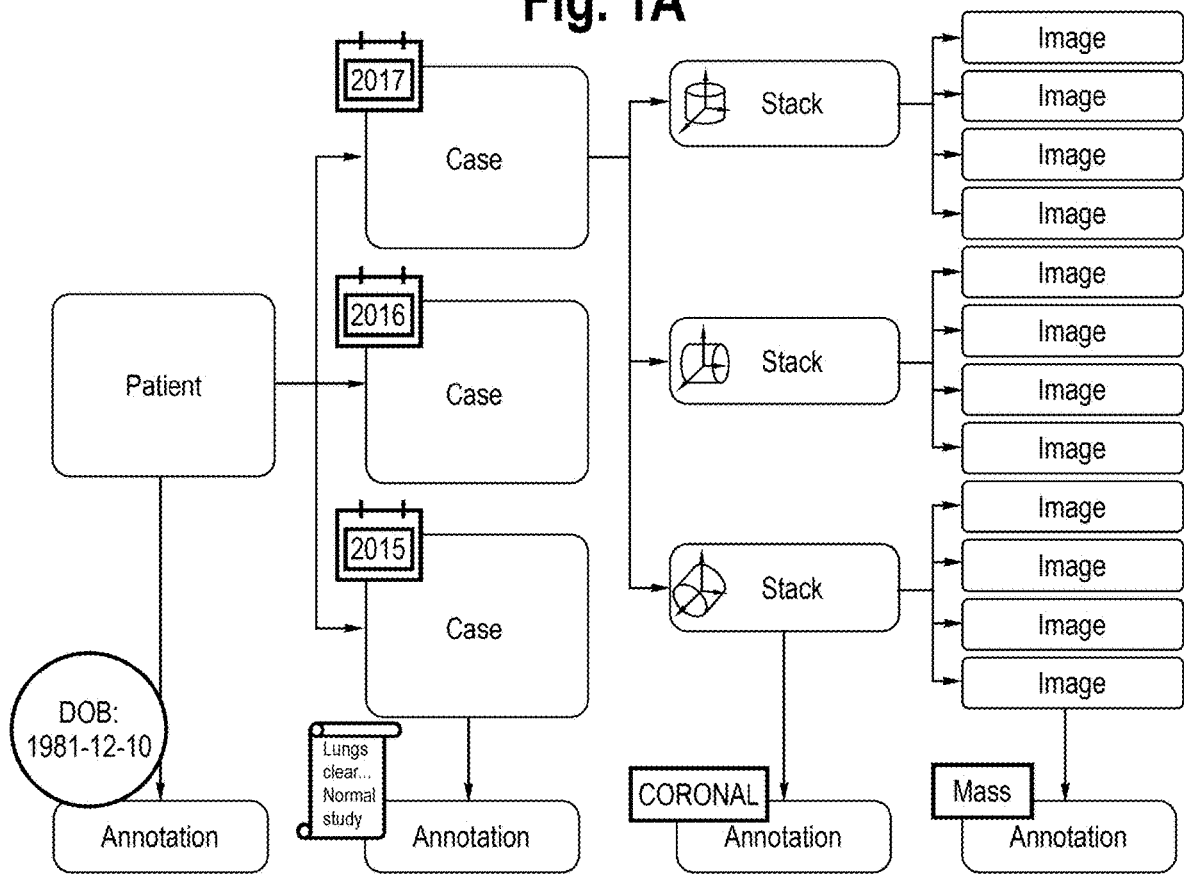 Fig. 1A
2017
Case
Stack
Image
Image
Image
Image
Patient
2016
Case
Stack
Image
Image
Image
Image
2015
Case
Stack
Image
Image
Image
Image
DOB:
1981-12-10
Annotation
Lungs
clear...
Normal
study
Annotation
CORONAL
Annotation
Mass
Annotation